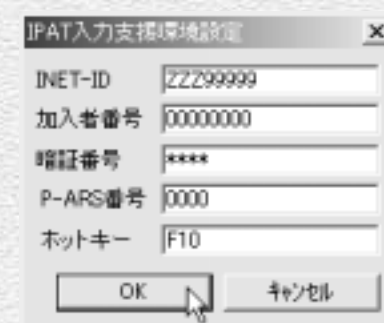 IPAT入力支援環境設定
INET-ID ZZZ99999
加入者番号 00000000
暗証番号 ****
P-ARS番号 0000
ホットキー F10
OK キャンセル